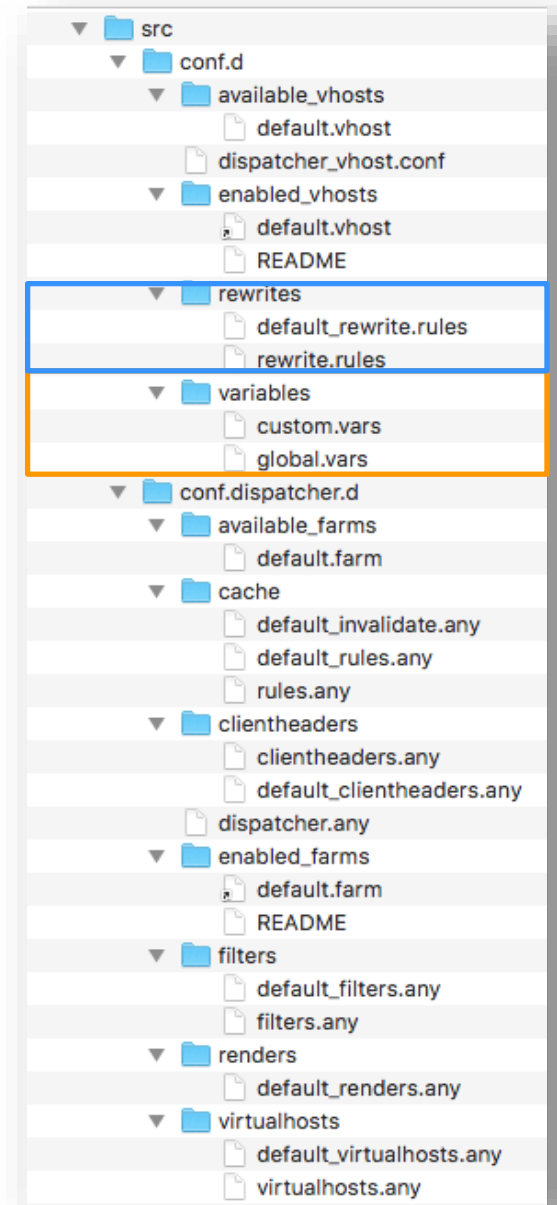 src
conf.d
available_vhosts
default.vhost
dispatcher_vhost.conf
enabled_vhosts
default.vhost
README
rewrites
default_rewrite.rules
rewrite.rules
variables
custom.vars
global.vars
conf.dispatcher.d
available_farms
default.farm
cache
default_invalidate.any
default_rules.any
rules.any
clientheaders
clientheaders.any
default_clientheaders.any
dispatcher.any
enabled_farms
default.farm
README
filters
default_filters.any
filters.any
renders
default_renders.any
virtualhosts
default_virtualhosts.any
virtualhosts.any